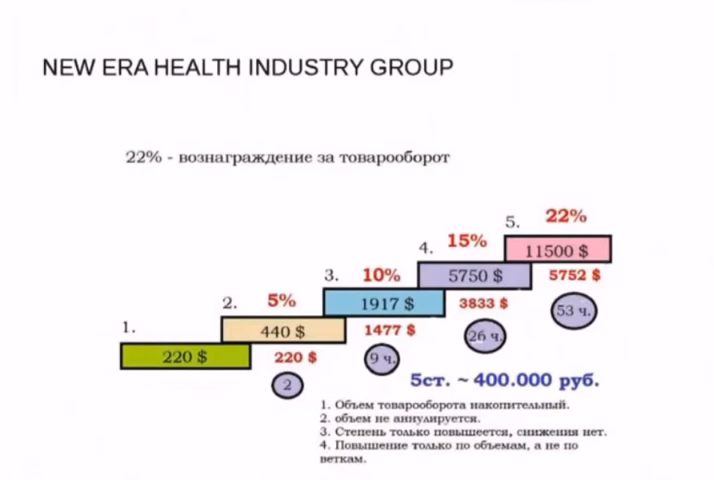 NEW ERA HEALTH INDUSTRY GROUP
22% - вознаграждение за товарооборот
5. 22%
4. 15%
11500 $
3. 10%
5750 $
5752 $
2. 5%
1917 $
3833 $
53 ч.
1.
440 $
1477 $
26 ч.
220 $
220 $
9 ч.
2
5ст. ~ 400.000 руб.
1. Объем товарооборота накопительный.
2. объем не аннулируется.
3. Степень только повышеется, снижения нет.
4. Повышение только по объемам, а не по
веткам.